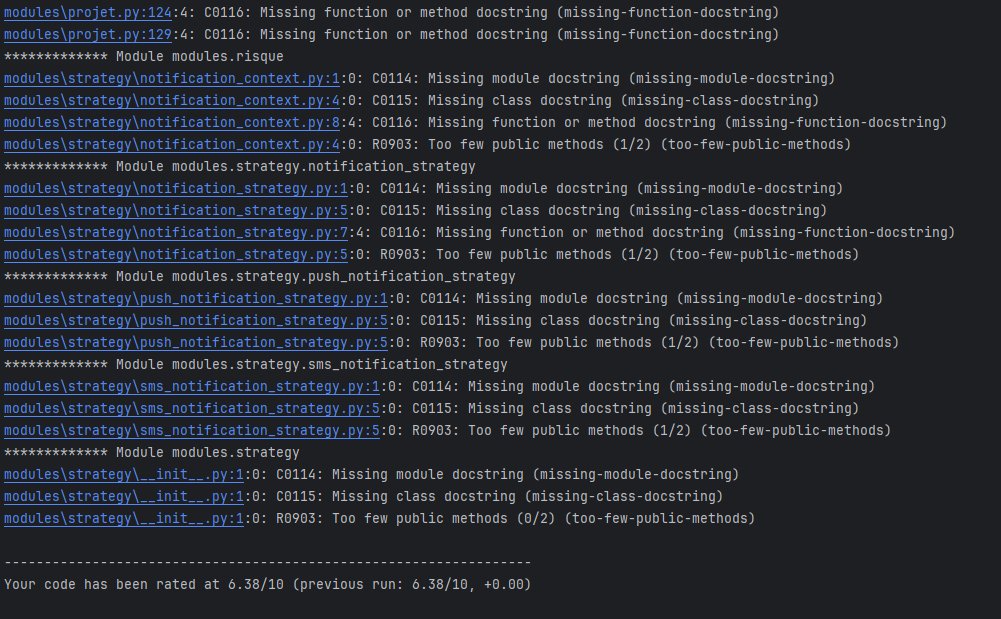 modules\projet.py:124:4: C0116: Missing function or method docstring (missing-function-docstring)
modules\projet.py:129:4: C0116: Missing function or method docstring (missing-function-docstring)
************* Module modules.risque
modules\strategy\notification_context.py:1:0: C0114: Missing module docstring (missing-module-docstring)
modules\strategy\notification_context.py:4:0: C0115: Missing class docstring (missing-class-docstring)
modules\strategy\notification_context.py:8:4: C0116: Missing function or method docstring (missing-function-docstring)
modules\strategy\notification_context.py:4:0: R0903: Too few public methods (1/2) (too-few-public-methods)
************* Module modules.strategy.notification_strategy
modules\strategy\notification_strategy.py:1:0: C0114: Missing module docstring (missing-module-docstring)
modules\strategy\notification_strategy.py:5:0: C0115: Missing class docstring (missing-class-docstring)
modules\strategy\notification_strategy.py:7:4: C0116: Missing function or method docstring (missing-function-docstring)
modules\strategy\notification_strategy.py:5:0: R0903: Too few public methods (1/2) (too-few-public-methods)
************* Module modules.strategy.push_notification_strategy
modules\strategy\push_notification_strategy.py:1:0: C0114: Missing module docstring (missing-module-docstring)
modules\strategy\push_notification_strategy.py:5:0: C0115: Missing class docstring (missing-class-docstring)
modules\strategy\push_notification_strategy.py:5:0: R0903: Too few public methods (1/2) (too-few-public-methods)
************* Module modules.strategy.sms_notification_strategy
modules\strategy\sms_notification_strategy.py:1:0: C0114: Missing module docstring (missing-module-docstring)
modules\strategy\sms_notification_strategy.py:5:0: C0115: Missing class docstring (missing-class-docstring)
modules\strategy\sms_notification_strategy.py:5:0: R0903: Too few public methods (1/2) (too-few-public-methods)
************* Module modules.strategy
modules\strategy\__init__.py:1:0: C0114: Missing module docstring (missing-module-docstring)
modules\strategy\__init__.py:1:0: C0115: Missing class docstring (missing-class-docstring)
modules\strategy\__init__.py:1:0: R0903: Too few public methods (0/2) (too-few-public-methods)
------------------------------------------------------------------
Your code has been rated at 6.38/10 (previous run: 6.38/10, +0.00)